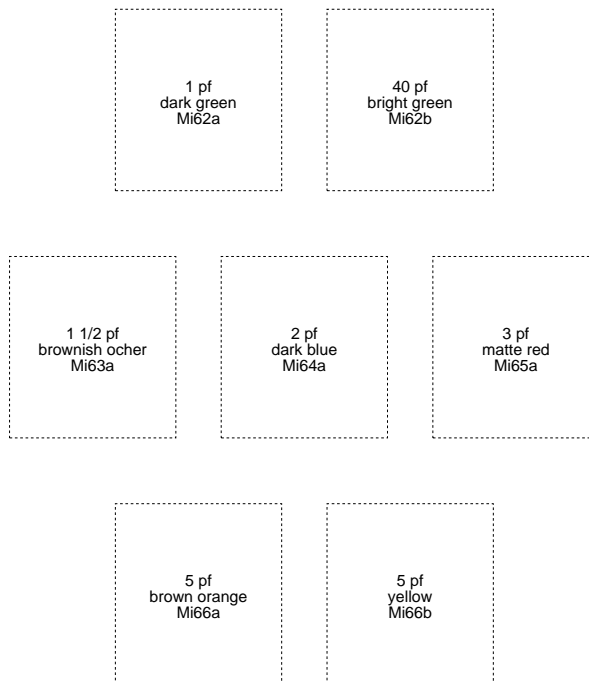 1 pf
dark green
Mi62a
40 pf
bright green
Mi62b
1 1/2 pf
brownish ocher
Mi63a
2 pf
dark blue
Mi64a
3 pf
matte red
Mi65a
5 pf
brown orange
Mi66a
5 pf
yellow
Mi66b